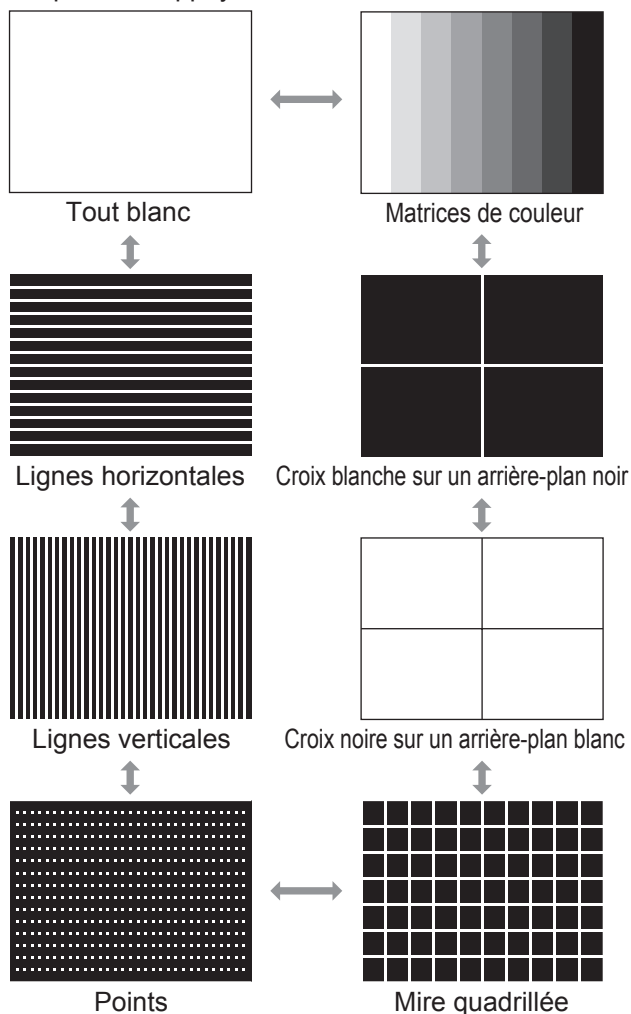 Tout blanc
Matrices de couleur
Lignes horizontales
Croix blanche sur un arrière-plan noir
Lignes verticales
Croix noire sur un arrière-plan blanc
Points
Mire quadrillée